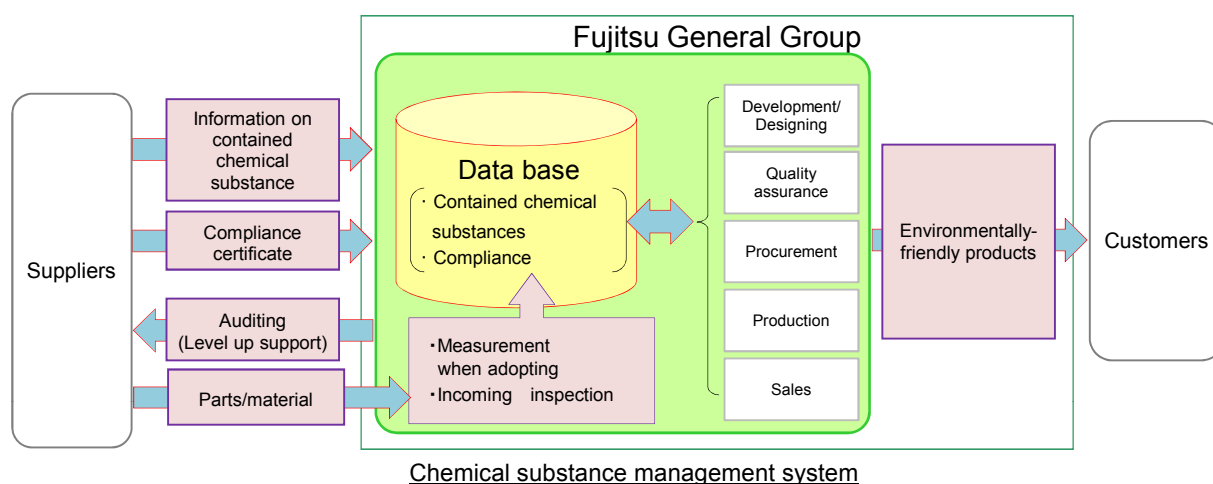 Fujitsu General Group
Suppliers
Information on
contained
chemical
substance
Compliance
certificate
Auditing
(Level up support)
Parts/material
Data base
・Contained chemical
substances
・Compliance
・Measurement
when adopting
・Incoming inspection
Development/
Designing
Quality
assurance
Procurement
Production
Sales
Environmentally-
friendly products
Customers
Chemical substance management system